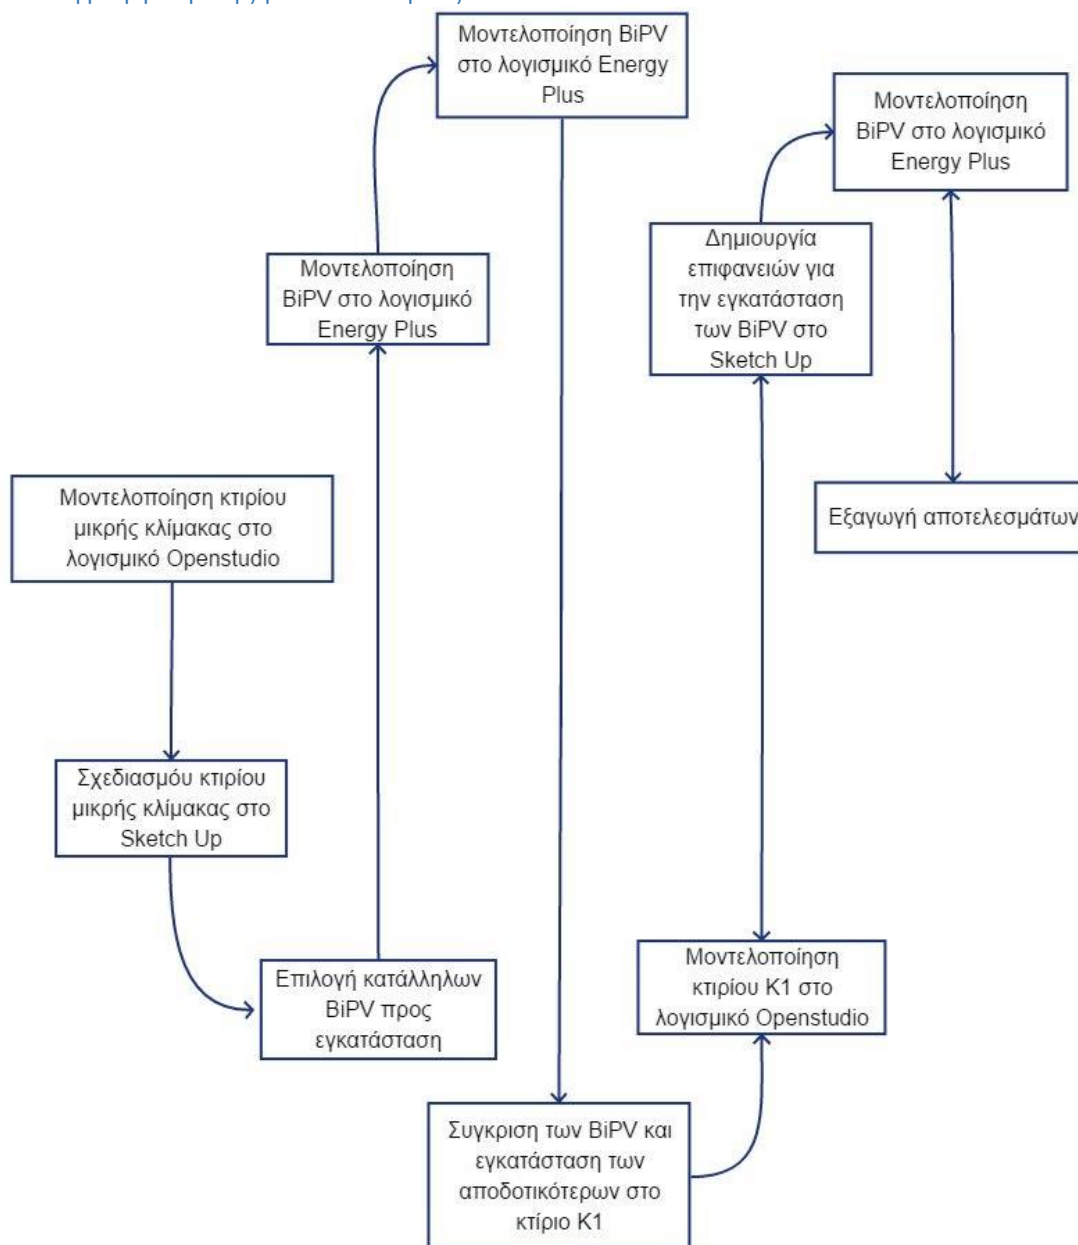 Μοντελοποίηση BiPV
στο λογισμικό Energy
Plus
Μοντελοποίηση
BiPV στο λογισμικό
Energy Plus
Δημιουργία
επιφανειών για
την εγκατάσταση
των BiPV στο
Sketch Up
Μοντελοποίηση
BiPV στο λογισμικό
Energy Plus
Μοντελοποίηση κτιρίου
μικρής κλίμακας στο
λογισμικό Openstudio
Εξαγωγή αποτελεσμάτων
Σχεδιασμόυ κτιρίου
μικρής κλίμακας στο
Sketch Up
Επιλογή κατάλληλων
BiPV προς
εγκατάσταση
Μοντελοποίηση
κτιρίου Κ1 στο
λογισμικό Openstudio
Συγκριση των BiPV και
εγκατάσταση των
αποδοτικότερων στο
κτίριο Κ1